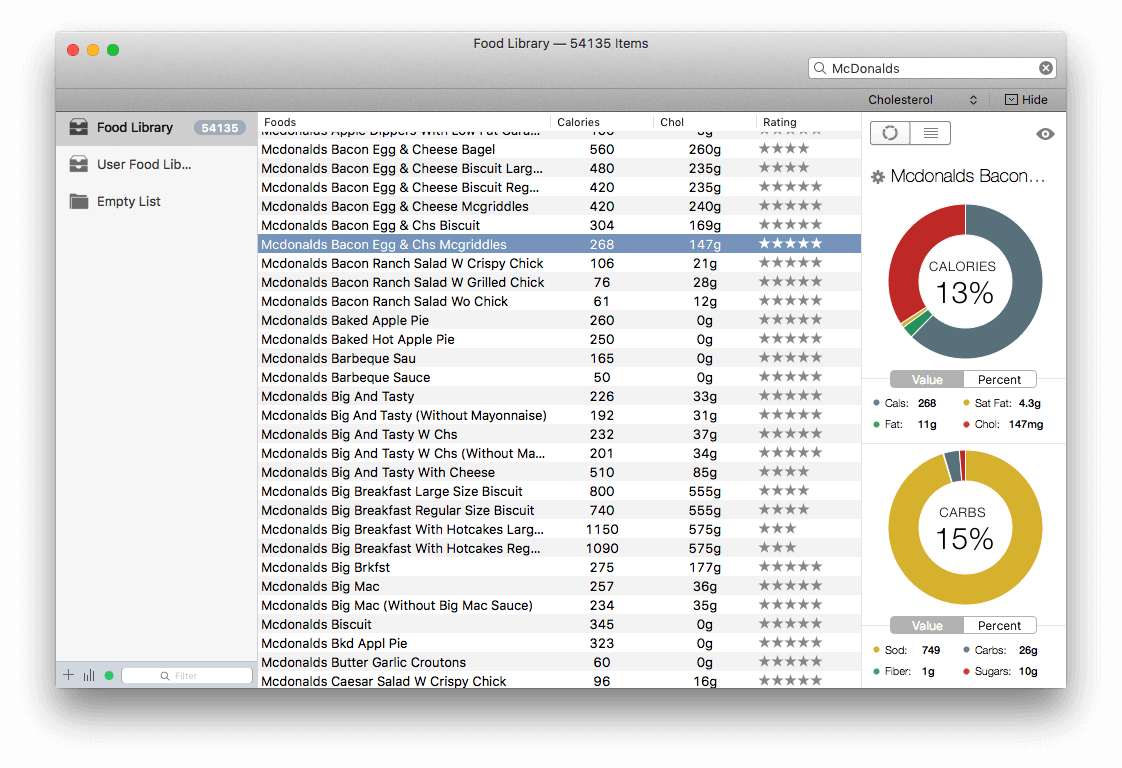 Food Library — 54135 Items
McDonalds
Cholesterol Hide
Food Library 54135
User Food Lib...
Empty List
Filter
Foods Calories Chol Rating
Mcdonalds Bacon Egg & Cheese Bagel 560 260g ★★★★
Mcdonalds Bacon Egg & Cheese Biscuit Larg... 480 235g ★★★★
Mcdonalds Bacon Egg & Cheese Biscuit Reg... 420 235g ★★★★★
Mcdonalds Bacon Egg & Cheese Mcgriddles 420 240g ★★★★★
Mcdonalds Bacon Egg & Chs Biscuit 304 169g ★★★★★
Mcdonalds Bacon Egg & Chs Mcgriddles 268 147g ★★★★★
Mcdonalds Bacon Ranch Salad W Crispy Chick 106 21g ★★★★★
Mcdonalds Bacon Ranch Salad W Grilled Chick 76 28g ★★★★★
Mcdonalds Bacon Ranch Salad Wo Chick 61 12g ★★★★★
Mcdonalds Baked Apple Pie 260 0g ★★★★★
Mcdonalds Baked Hot Apple Pie 250 0g ★★★★★
Mcdonalds Barbeque Sau 165 0g ★★★★★
Mcdonalds Barbeque Sauce 50 0g ★★★★★
Mcdonalds Big And Tasty 226 33g ★★★★★
Mcdonalds Big And Tasty (Without Mayonnaise) 192 31g ★★★★★
Mcdonalds Big And Tasty W Chs 232 37g ★★★★★
Mcdonalds Big And Tasty W Chs (Without Ma... 201 34g ★★★★★
Mcdonalds Big And Tasty With Cheese 510 85g ★★★★
Mcdonalds Big Breakfast Large Size Biscuit 800 555g ★★★★
Mcdonalds Big Breakfast Regular Size Biscuit 740 555g ★★★★
Mcdonalds Big Breakfast With Hotcakes Larg... 1150 575g ★★★
Mcdonalds Big Breakfast With Hotcakes Reg... 1090 575g ★★★
Mcdonalds Big Brkfst 275 177g ★★★★★
Mcdonalds Big Mac 257 36g ★★★★★
Mcdonalds Big Mac (Without Big Mac Sauce) 234 35g ★★★★★
Mcdonalds Biscuit 345 0g ★★★★★
Mcdonalds Bkd Appl Pie 323 0g ★★★★★
Mcdonalds Butter Garlic Croutons 60 0g ★★★★★
Mcdonalds Caesar Salad W Crispy Chick 96 16g ★★★★★
Mcdonalds Bacon...
CALORIES
13%
Value Percent
Cals: 268 Sat Fat: 4.3g
Fat: 11g Chol: 147mg
CARBS
15%
Value Percent
Sod: 749 Carbs: 26g
Fiber: 1g Sugars: 10g